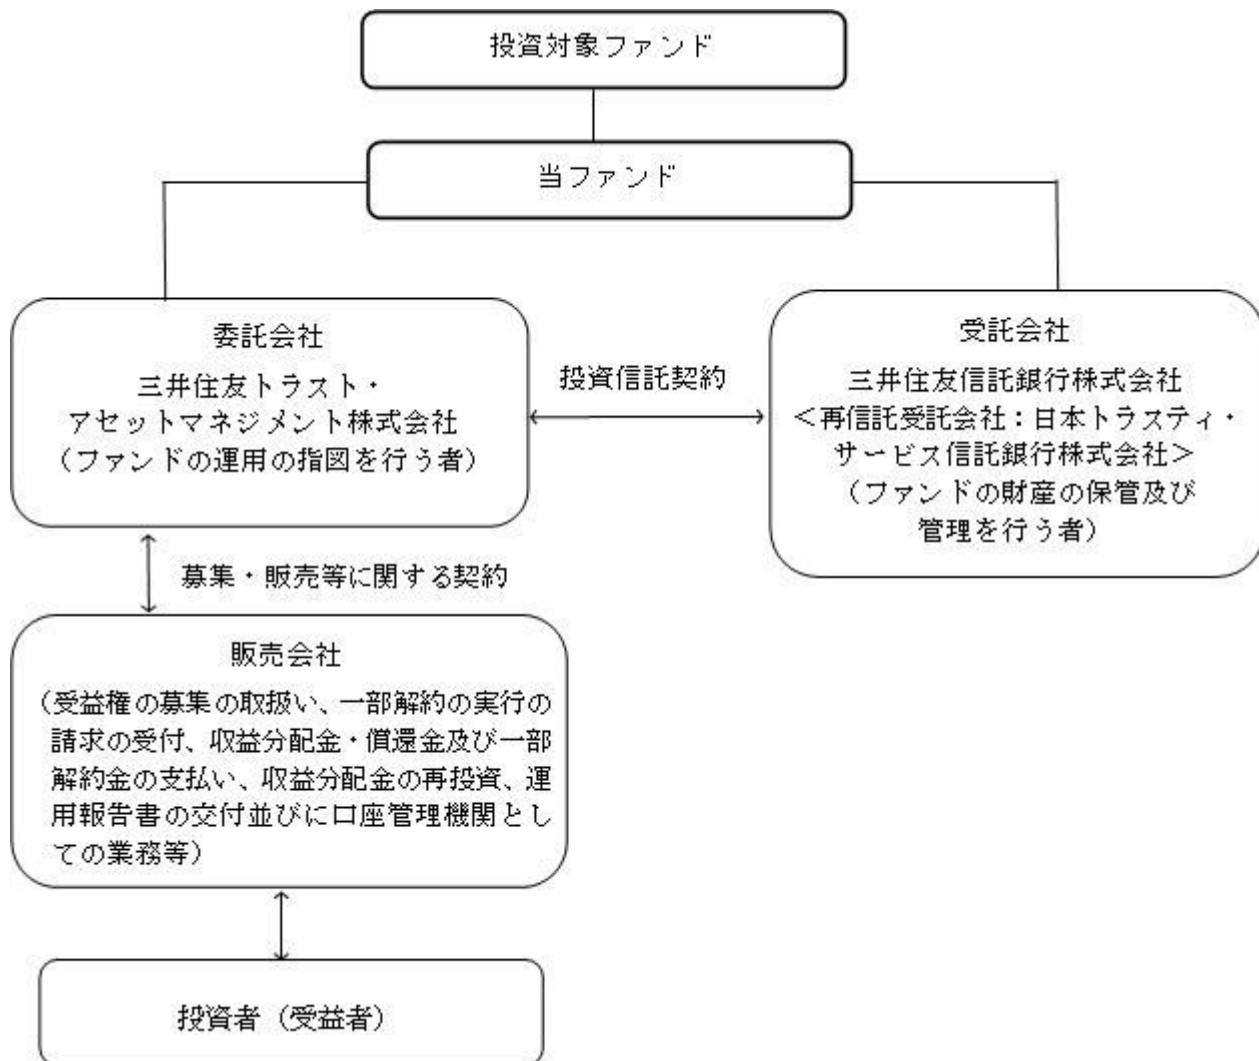 投資対象ファンド
当ファンド
委託会社
三井住友トラスト・
アセットマネジメント株式会社
（ファンドの運用の指図を行う者）
投資信託契約
受託会社
三井住友信託銀行株式会社
＜再信託受託会社：日本トラスティ・
サービス信託銀行株式会社＞
（ファンドの財産の保管及び
管理を行う者）
募集・販売等に関する契約
販売会社
（受益権の募集の取扱い、一部解約の実行の
請求の受付、収益分配金・償還金及び一部
解約金の支払い、収益分配金の再投資、運
用報告書の交付並びに口座管理機関とし
ての業務等）
投資者（受益者）